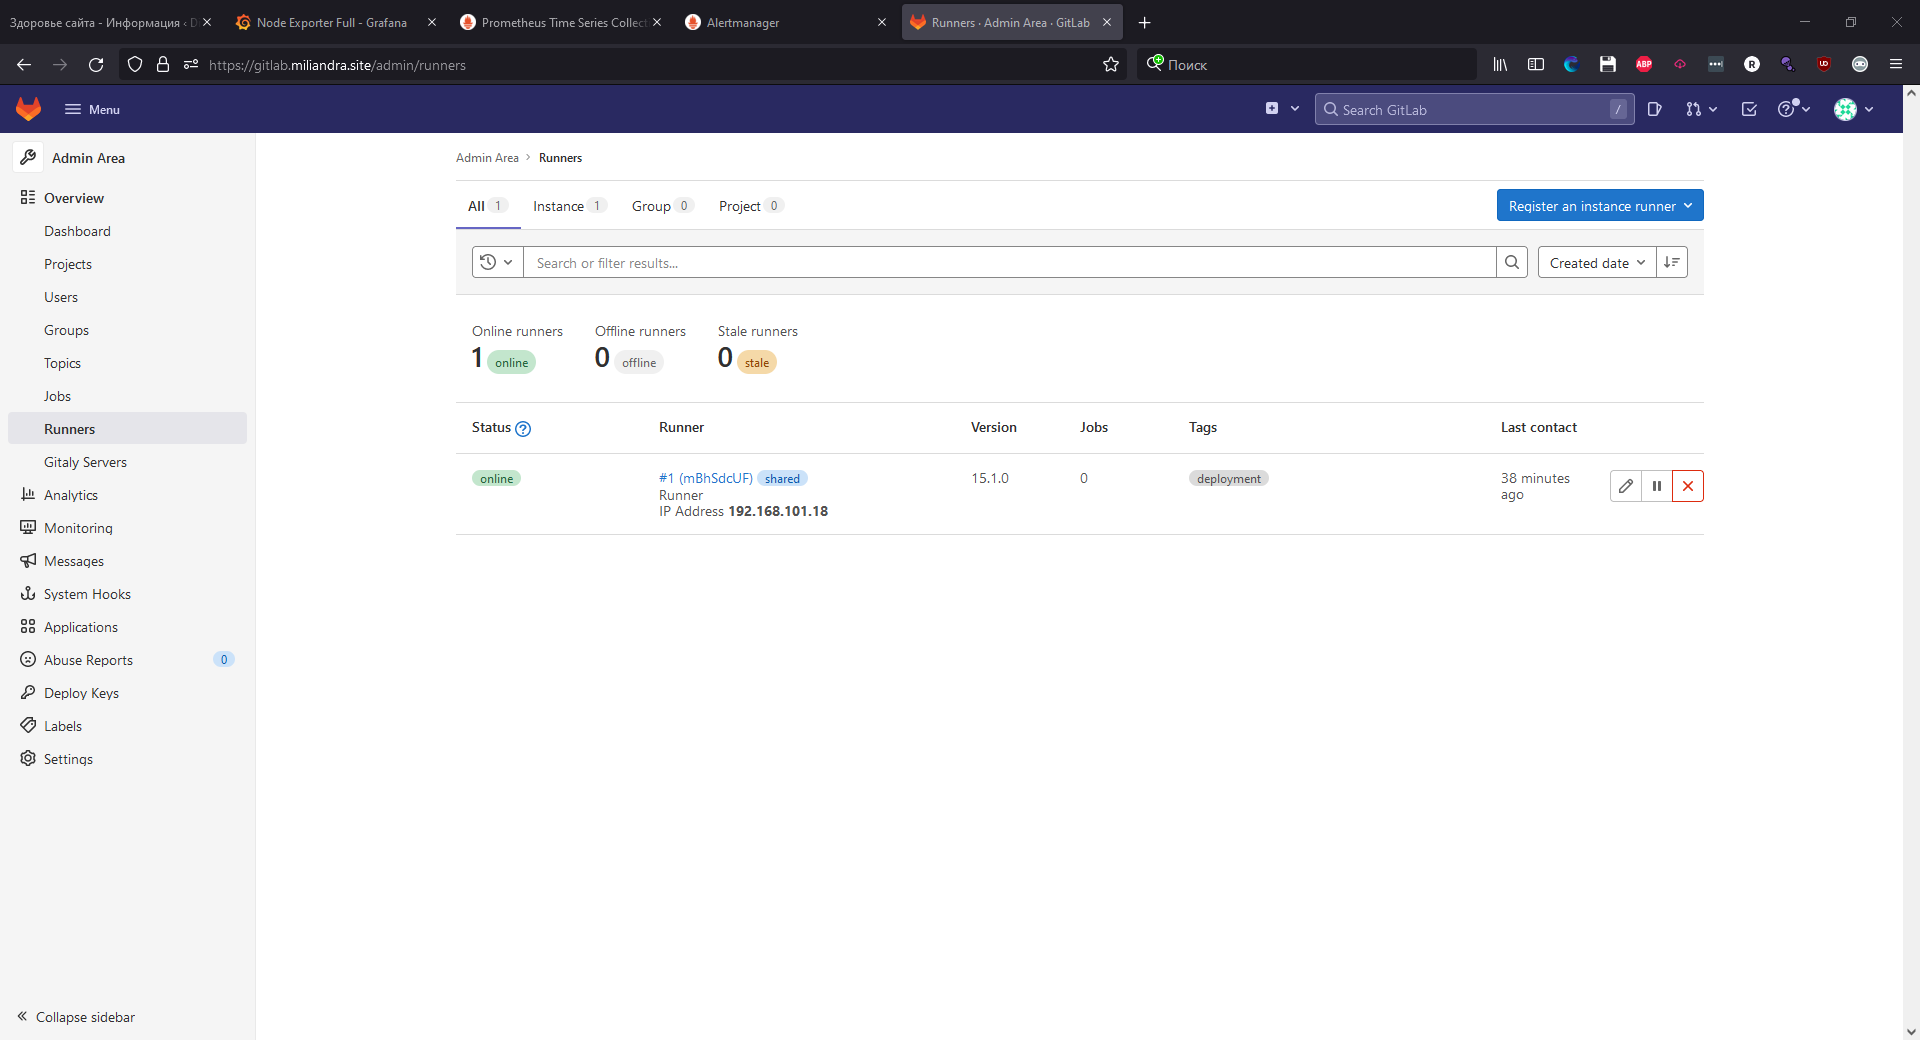 Здоровье сайта - Информация ‹ D
Node Exporter Full - Grafana
Prometheus Time Series Collect
Alertmanager
Runners · Admin Area · GitLab
https://gitlab.miliandra.site/admin/runners
Поиск
ABP
R
UD
Menu
Search GitLab
/
Admin Area
Overview
Dashboard
Projects
Users
Groups
Topics
Jobs
Runners
Gitaly Servers
Analytics
Monitoring
Messages
System Hooks
Applications
Abuse Reports 0
Deploy Keys
Labels
Settings
Collapse sidebar
Admin Area › Runners
All 1 Instance 1 Group 0 Project 0
Register an instance runner
Search or filter results...
Created date
Online runners Offline runners Stale runners
1 online 0 offline 0 stale
Status Runner Version Jobs Tags Last contact
online #1 (mBhSdcUF) shared 15.1.0 0 deployment 38 minutes ago
Runner
IP Address 192.168.101.18